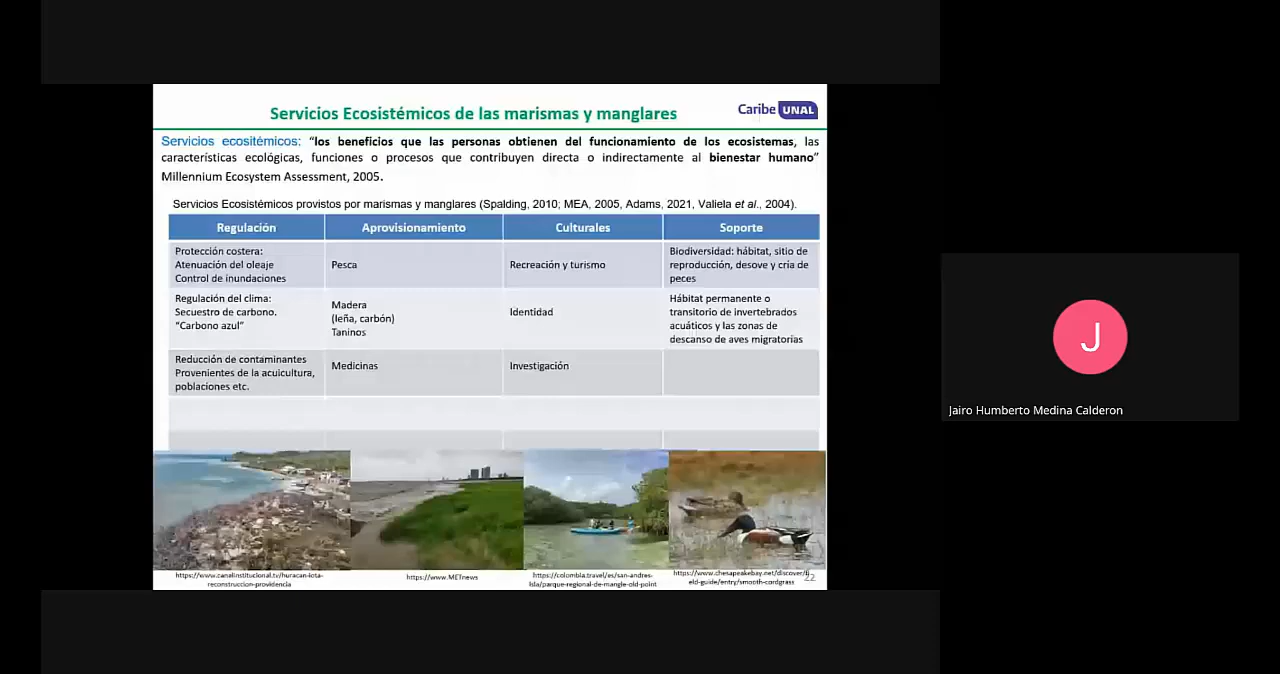 Servicios Ecosistémicos de las marismas y manglares
Caribe UNAL
Servicios ecositémicos: “los beneficios que las personas obtienen del funcionamiento de los ecosistemas, las
características ecológicas, funciones o procesos que contribuyen directa o indirectamente al bienestar humano”
Millennium Ecosystem Assessment, 2005.
Servicios Ecosistémicos provistos por marismas y manglares (Spalding, 2010; MEA, 2005, Adams, 2021, Valiela et al., 2004).
Regulación Aprovisionamiento Culturales Soporte
Protección costera:
Atenuación del oleaje
Control de inundaciones
Pesca
Recreación y turismo
Biodiversidad: hábitat, sitio de
reproducción, desove y cría de
peces
Regulación del clima:
Secuestro de carbono.
“Carbono azul”
Madera
(leña, carbón)
Taninos
Identidad
Hábitat permanente o
transitorio de invertebrados
acuáticos y las zonas de
descanso de aves migratorias
Reducción de contaminantes
Provenientes de la acuicultura,
poblaciones etc.
Medicinas
Investigación
https://www.canalinstitucional.tv/huracan-iota-
reconstruccion-providencia
https://www.METnews
https://colombia.travel/es/san-andres-
isla/parque-regional-de-mangle-old-point
https://www.chesapeakebay.net/discover/fi
eld-guide/entry/smooth-cordgrass
22
J
Jairo Humberto Medina Calderon